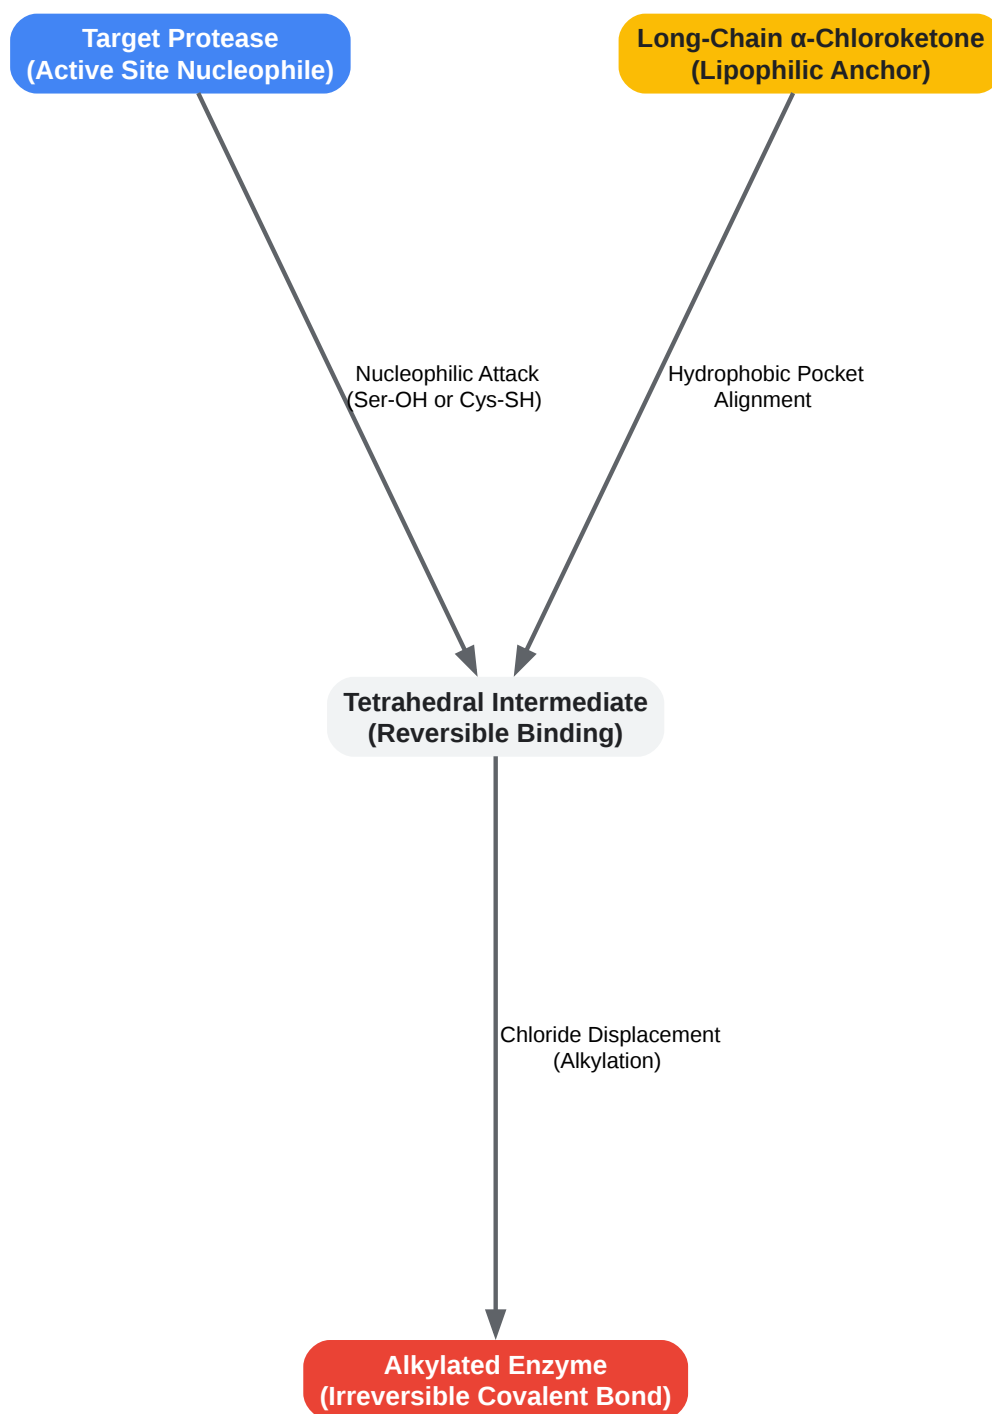 Target Protease
(Active Site Nucleophile)
Long-Chain α-Chloroketone
(Lipophilic Anchor)
Nucleophilic Attack
(Ser-OH or Cys-SH)
Hydrophobic Pocket
Alignment
Tetrahedral Intermediate
(Reversible Binding)
Chloride Displacement
(Alkylation)
Alkylated Enzyme
(Irreversible Covalent Bond)